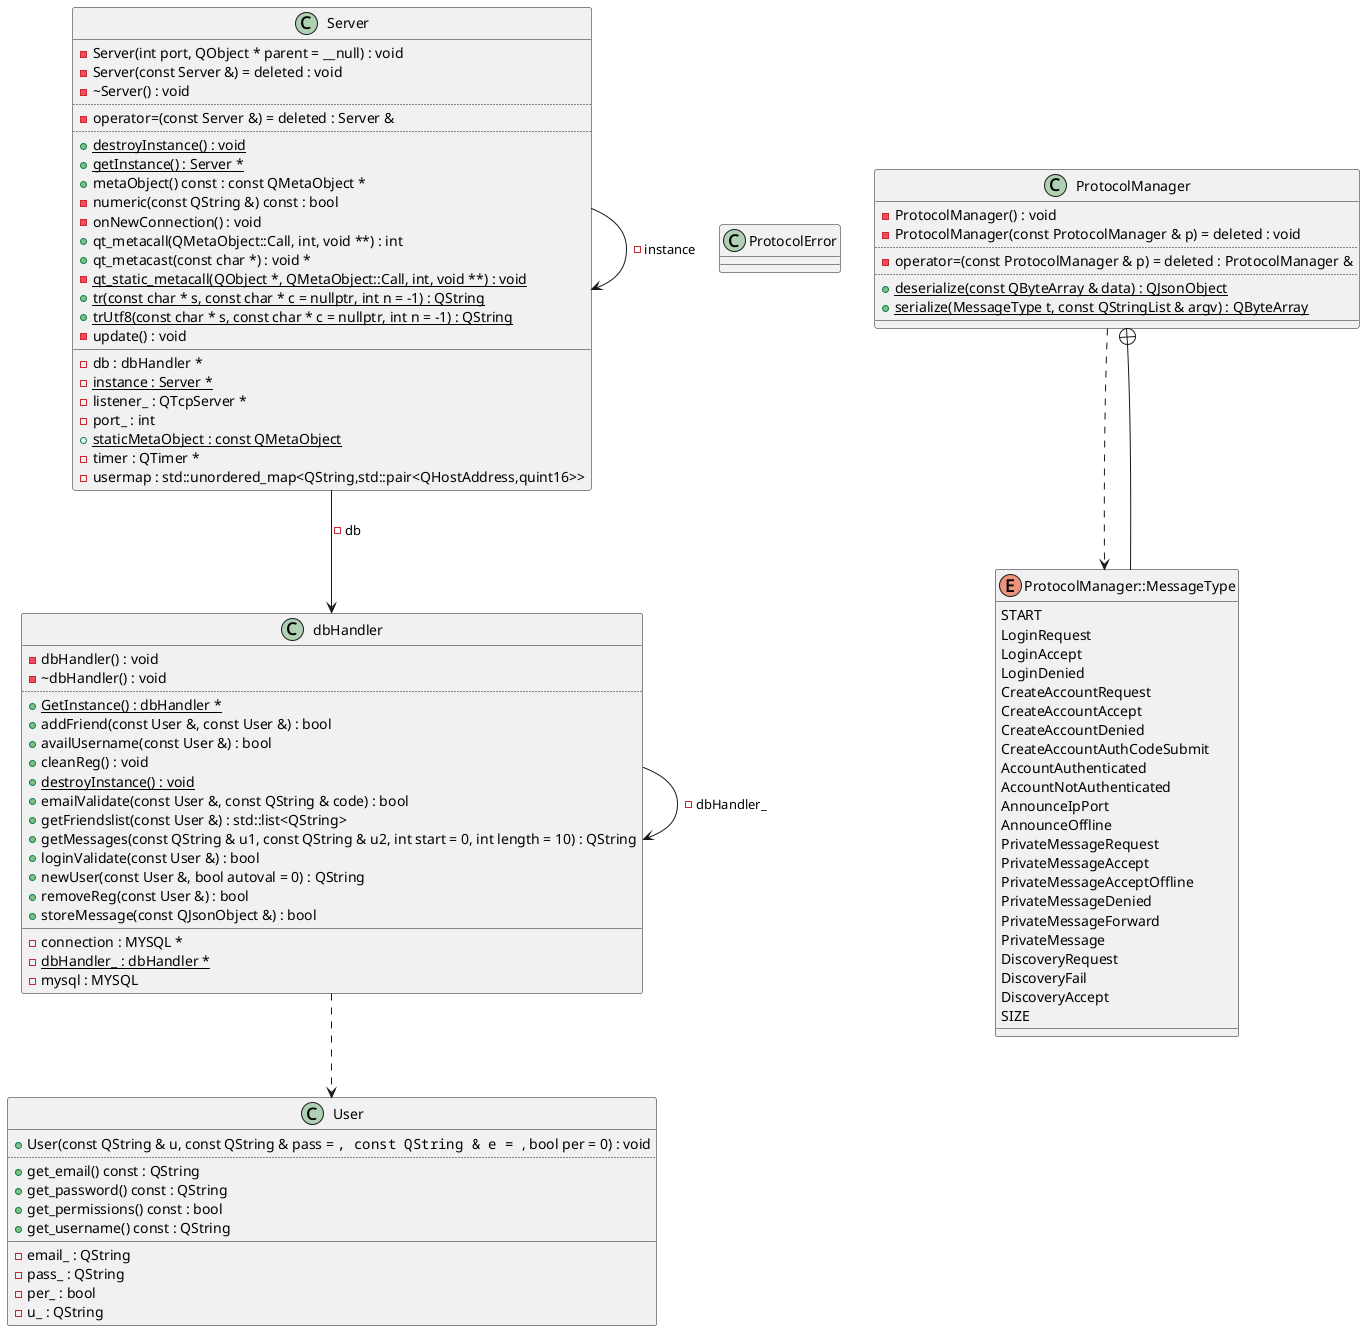 Server
Server(int port, QObject * parent = __null) : void
Server(const Server &) = deleted : void
~Server() : void
operator=(const Server &) = deleted : Server &
destroyInstance() : void
getInstance() : Server *
metaObject() const : const QMetaObject *
numeric(const QString &) const : bool
onNewConnection() : void
qt_metacall(QMetaObject::Call, int, void **) : int
qt_metacast(const char *) : void *
qt_static_metacall(QObject *, QMetaObject::Call, int, void **) : void
tr(const char * s, const char * c = nullptr, int n = -1) : QString
trUtf8(const char * s, const char * c = nullptr, int n = -1) : QString
update() : void
db : dbHandler *
instance : Server *
listener_ : QTcpServer *
port_ : int
staticMetaObject : const QMetaObject
timer : QTimer *
usermap : std::unordered_map<QString,std::pair<QHostAddress,quint16>>
instance
ProtocolError
ProtocolManager
ProtocolManager() : void
ProtocolManager(const ProtocolManager & p) = deleted : void
operator=(const ProtocolManager & p) = deleted : ProtocolManager &
deserialize(const QByteArray & data) : QJsonObject
serialize(MessageType t, const QStringList & argv) : QByteArray
db
dbHandler
dbHandler() : void
~dbHandler() : void
GetInstance() : dbHandler *
addFriend(const User &, const User &) : bool
availUsername(const User &) : bool
cleanReg() : void
destroyInstance() : void
emailValidate(const User &, const QString & code) : bool
getFriendslist(const User &) : std::list<QString>
getMessages(const QString & u1, const QString & u2, int start = 0, int length = 10) : QString
loginValidate(const User &) : bool
newUser(const User &, bool autoval = 0) : QString
removeReg(const User &) : bool
storeMessage(const QJsonObject &) : bool
connection : MYSQL *
dbHandler_ : dbHandler *
mysql : MYSQL
dbHandler_
ProtocolManager::MessageType
START
LoginRequest
LoginAccept
LoginDenied
CreateAccountRequest
CreateAccountAccept
CreateAccountDenied
CreateAccountAuthCodeSubmit
AccountAuthenticated
AccountNotAuthenticated
AnnounceIpPort
AnnounceOffline
PrivateMessageRequest
PrivateMessageAccept
PrivateMessageAcceptOffline
PrivateMessageDenied
PrivateMessageForward
PrivateMessage
DiscoveryRequest
DiscoveryFail
DiscoveryAccept
SIZE
User
User(const QString & u, const QString & pass = , const QString & e = , bool per = 0) : void
get_email() const : QString
get_password() const : QString
get_permissions() const : bool
get_username() const : QString
email_ : QString
pass_ : QString
per_ : bool
u_ : QString